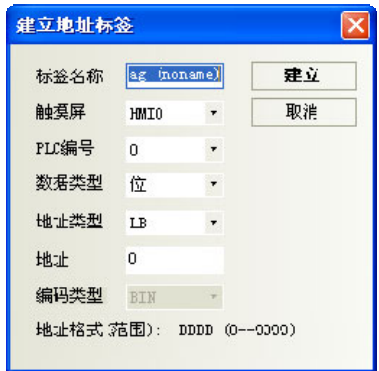 建立地址标签
标签名称 ag (noname) 建立
触摸屏 HMI0 取消
PLC编号 0
数据类型 位
地址类型 LB
地址 0
编码类型 BIN
地址格式(范围): DDDD